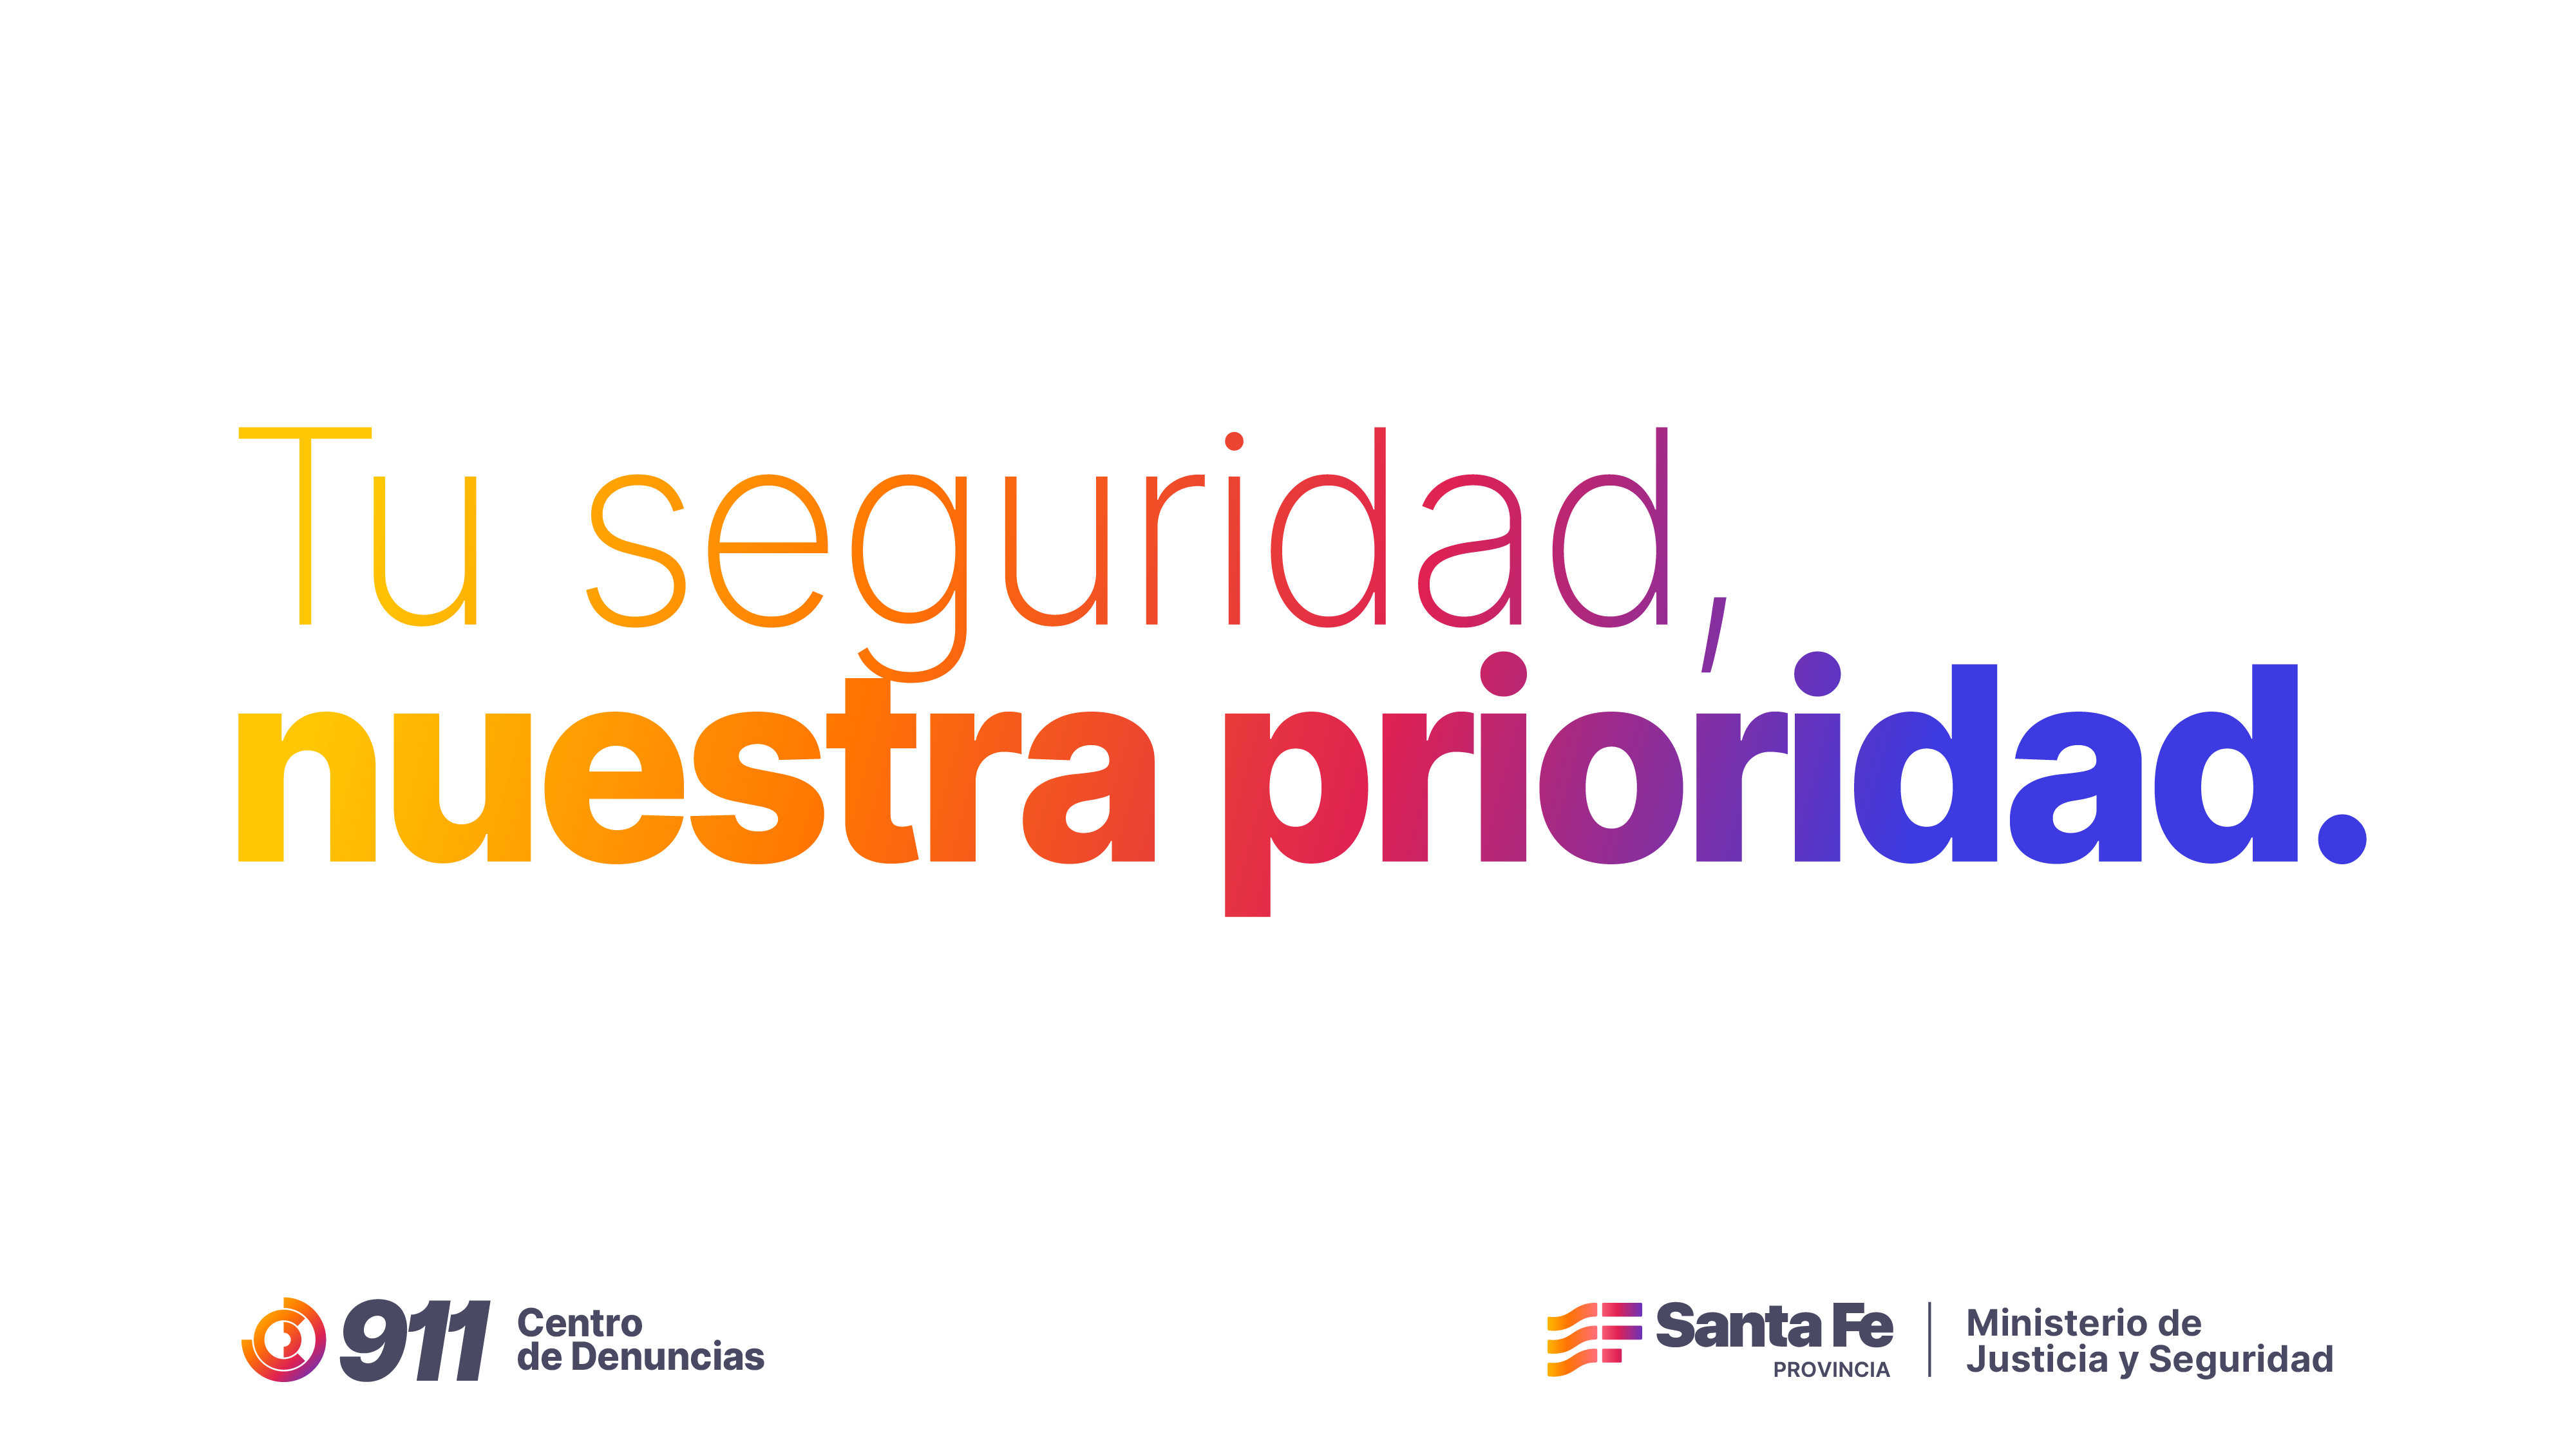 Tu seguridad,
nuestra prioridad.
911
Centro
de Denuncias
Santa Fe
PROVINCIA
Ministerio de
Justicia y Seguridad